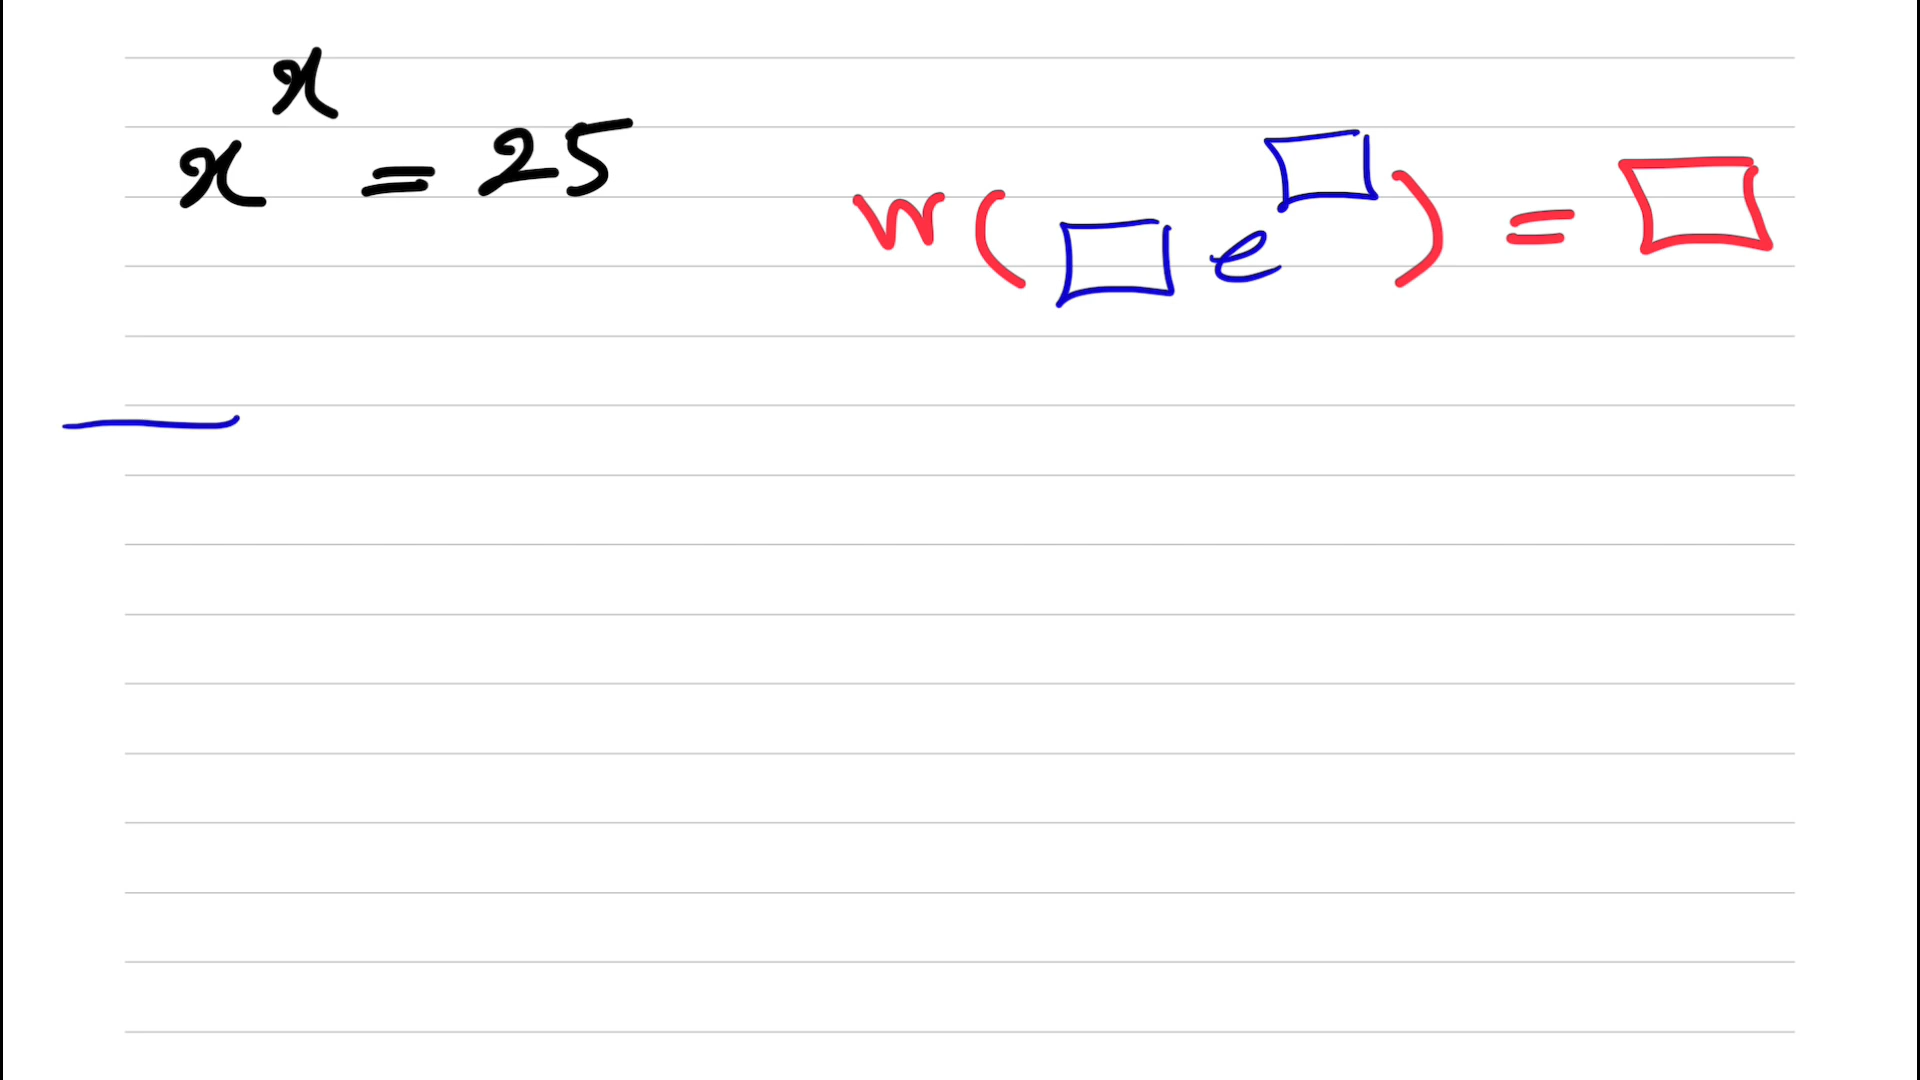 x^x = 25
W(□e^□) = □